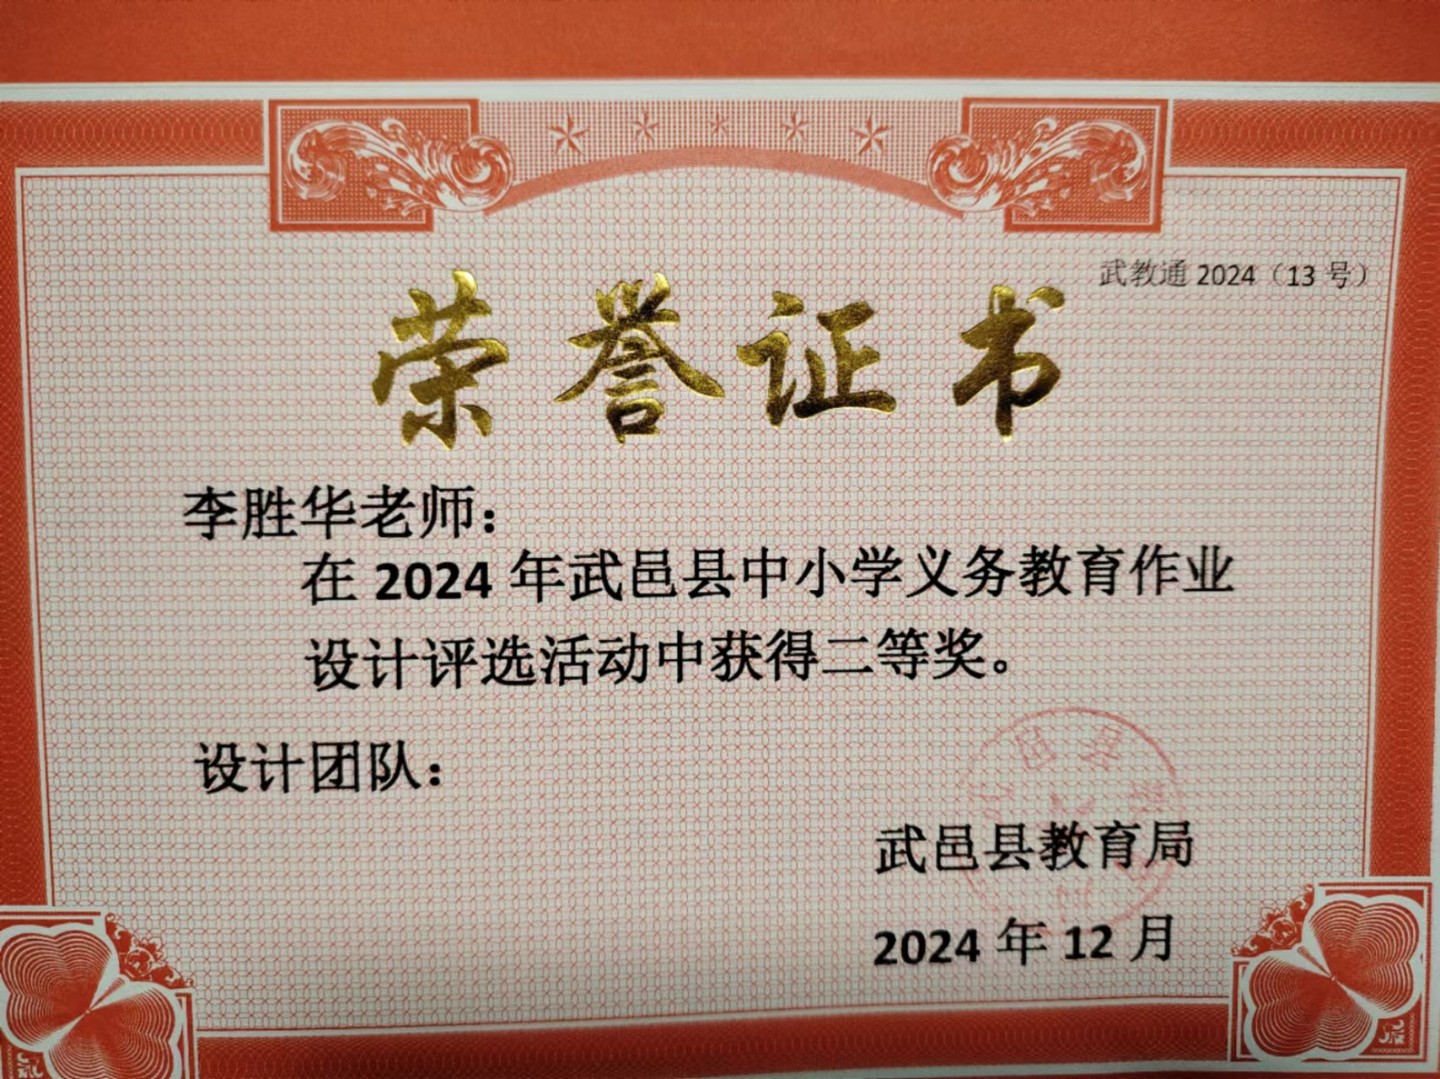 武教通 2024（13 号）
荣誉证书
李胜华老师：
在 2024 年武邑县中小学义务教育作业
设计评选活动中获得二等奖。
设计团队：
邑县
武邑县教育局
2024 年 12 月